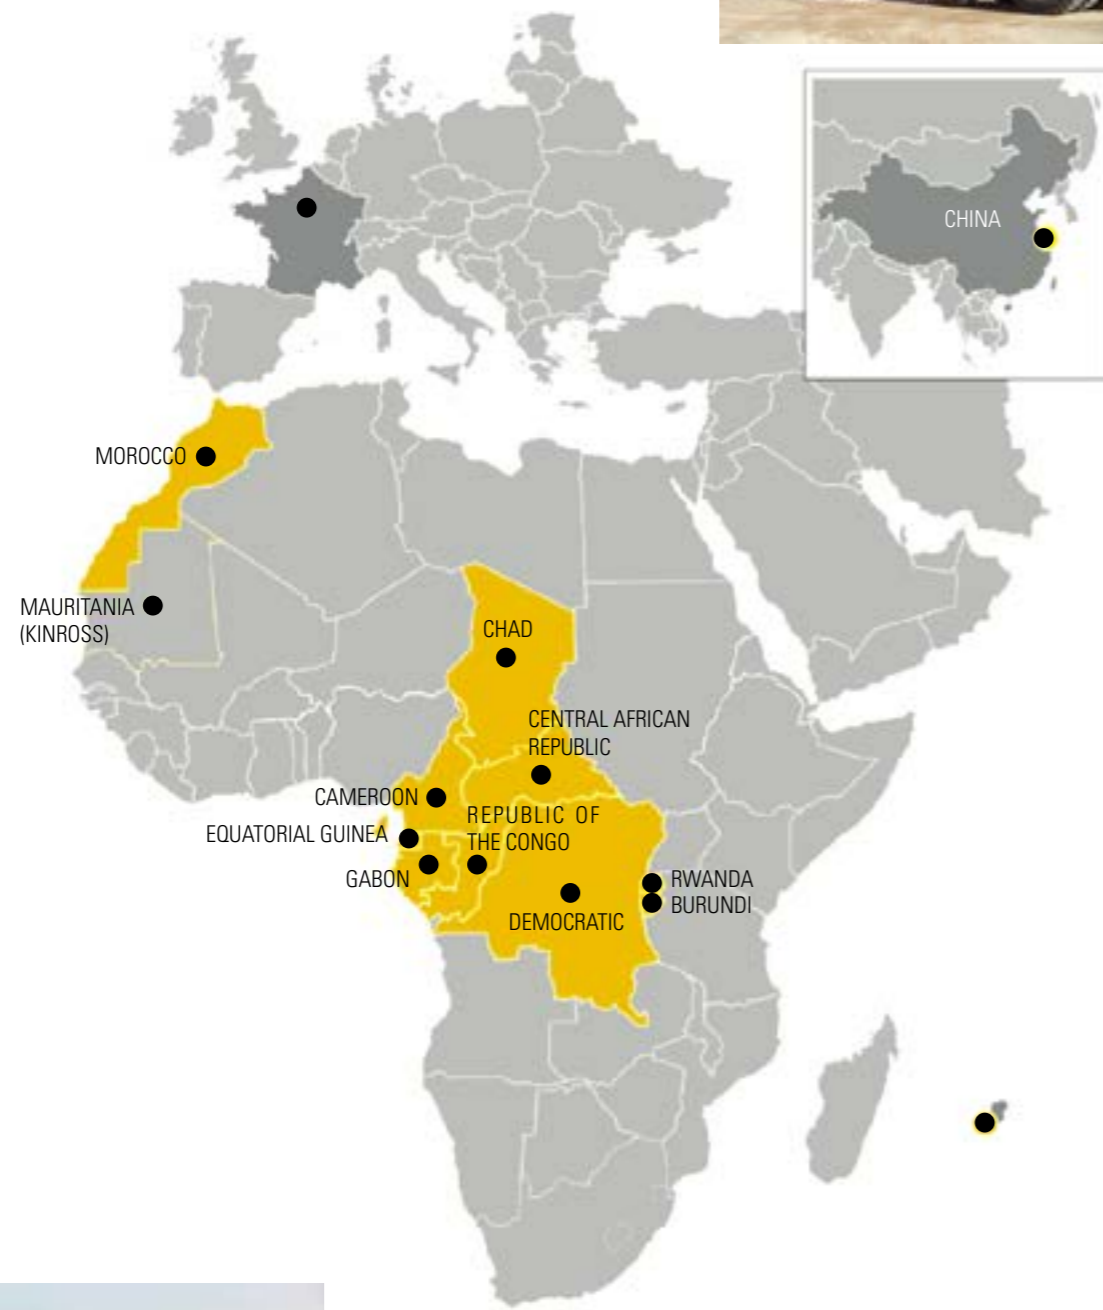 CHINA
MOROCCO
MAURITANIA
(KINROSS)
CHAD
CENTRAL AFRICAN
REPUBLIC
CAMEROON
REPUBLIC OF
THE CONGO
EQUATORIAL GUINEA
GABON
RWANDA
BURUNDI
DEMOCRATIC